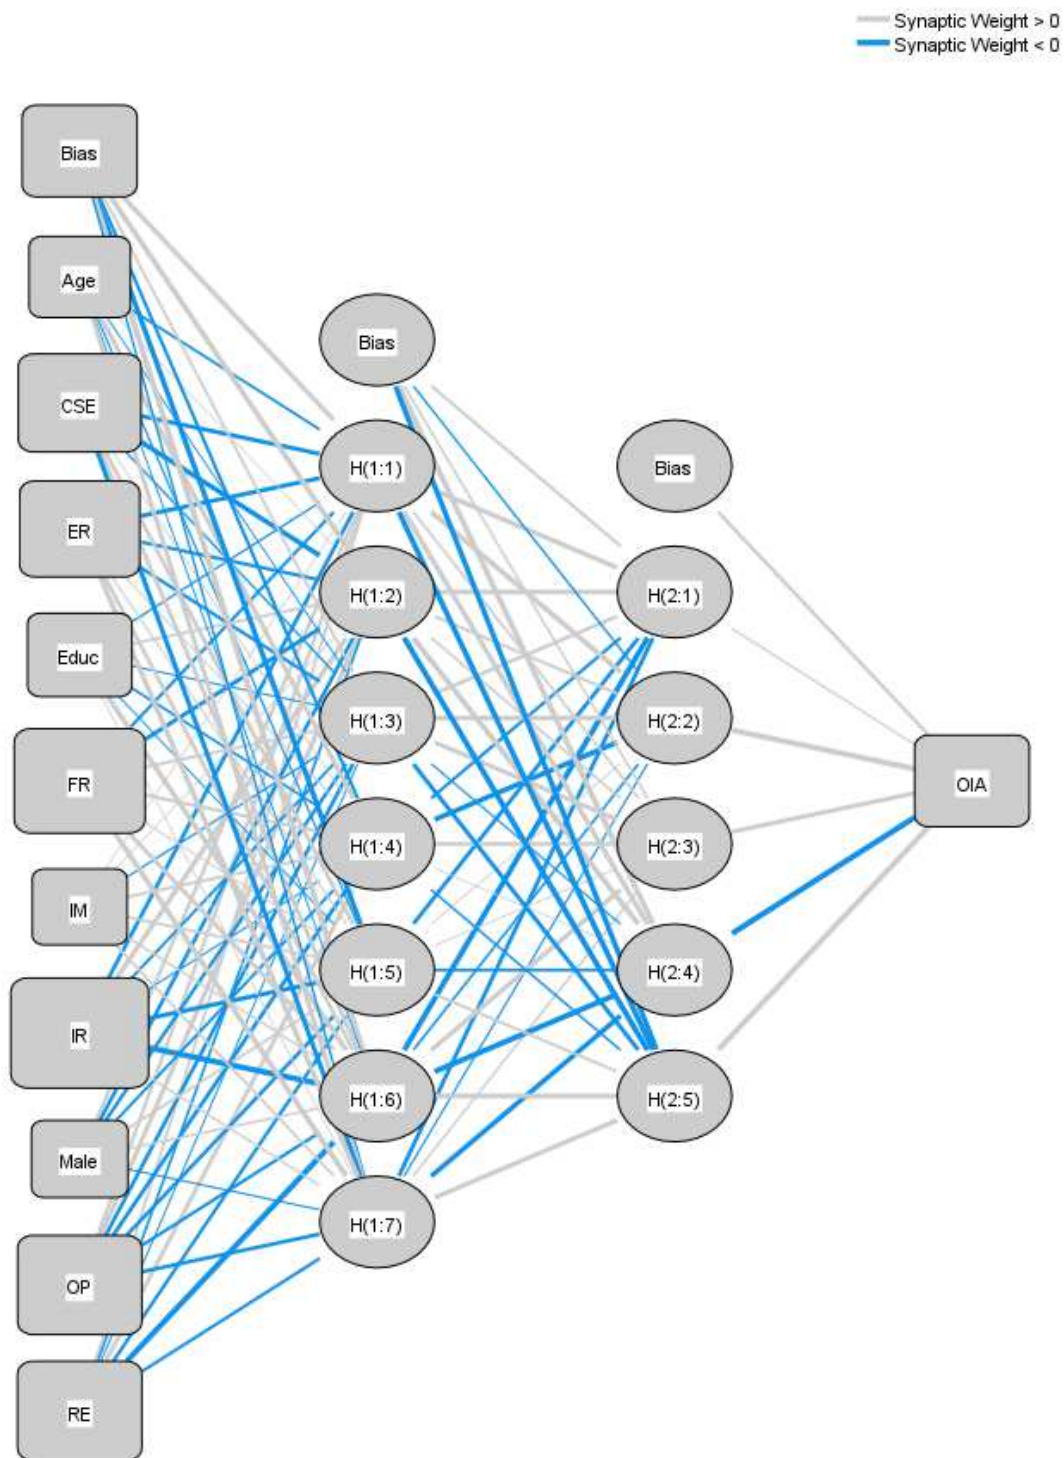 Synaptic Weight > 0
Synaptic Weight < 0
Bias
Age
CSE
ER
Educ
FR
IM
IR
Male
OP
RE
Bias
H(1:1)
H(1:2)
H(1:3)
H(1:4)
H(1:5)
H(1:6)
H(1:7)
Bias
H(2:1)
H(2:2)
H(2:3)
H(2:4)
H(2:5)
OIA